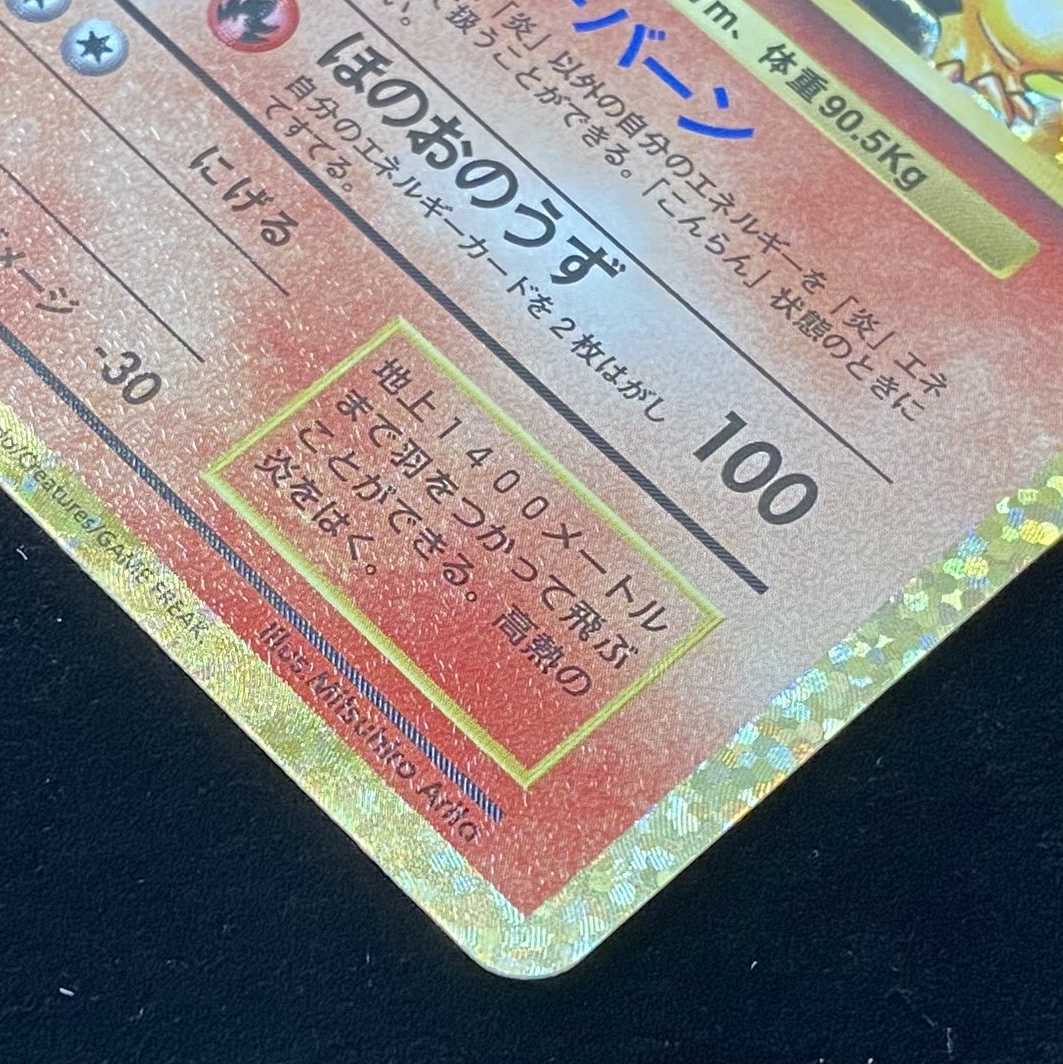 m、体重90.5Kg
ーバーン
「炎」以外の自分のエネルギーを「炎」エネ
扱うことができる。「こんらん」状態のときに
い。
ほのおのうず 100
自分のエネルギーカードを２枚はがし
てすてる。
にげる
メージ -30
地上１４００メートル
まで羽をつかって飛ぶ
ことができる。高熱の
炎をはく。
Illus. Mitsuhiro Arita
/Creatures/GAME FREAK